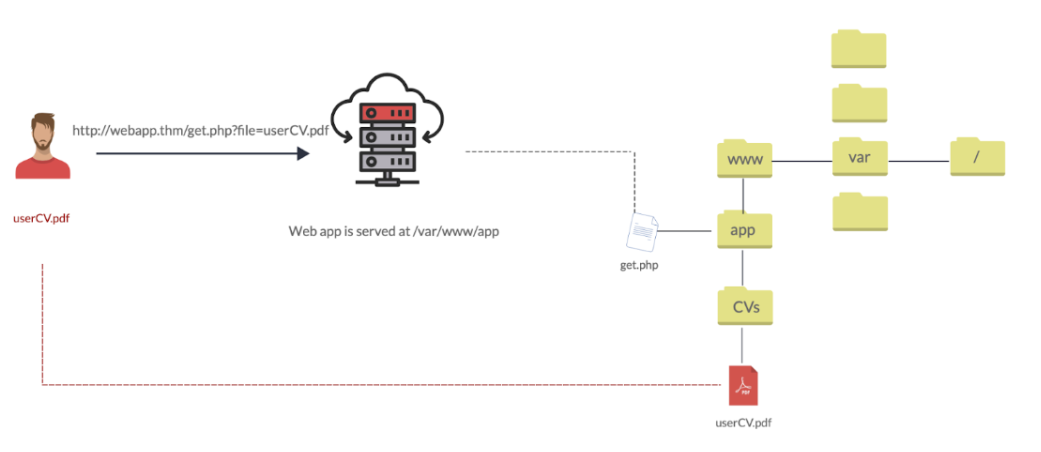 http://webapp.thm/get.php?file=userCV.pdf
userCV.pdf
Web app is served at /var/www/app
www
var
/
app
get.php
CVs
PDF
userCV.pdf